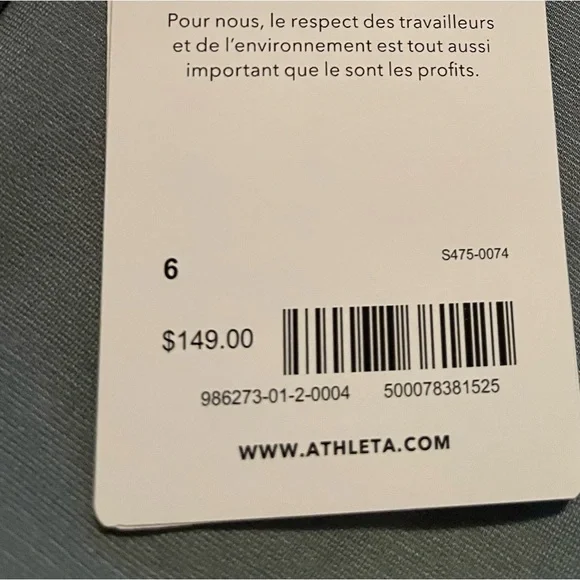 Pour nous, le respect des travailleurs
et de l'environnement est tout aussi
important que le sont les profits.
6
S475-0074
$149.00
986273-01-2-0004 500078381525
WWW.ATHLETA.COM